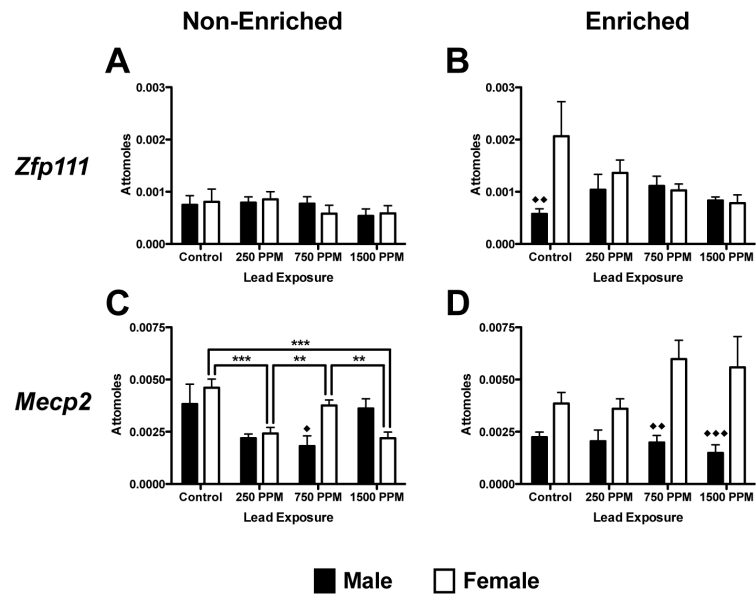 Non-Enriched
Enriched
A
B
Zfp111
Attomoles
0.003
0.002
0.001
0.000
Control
250 PPM
750 PPM
1500 PPM
Lead Exposure
Attomoles
0.003
0.002
0.001
0.000
◆◆
Control
250 PPM
750 PPM
1500 PPM
Lead Exposure
C
D
Mecp2
Attomoles
0.0075
0.0050
0.0025
0.0000
***
***
**
**
◆
Control
250 PPM
750 PPM
1500 PPM
Lead Exposure
Attomoles
0.0075
0.0050
0.0025
0.0000
◆◆
◆◆◆
Control
250 PPM
750 PPM
1500 PPM
Lead Exposure
Male
Female